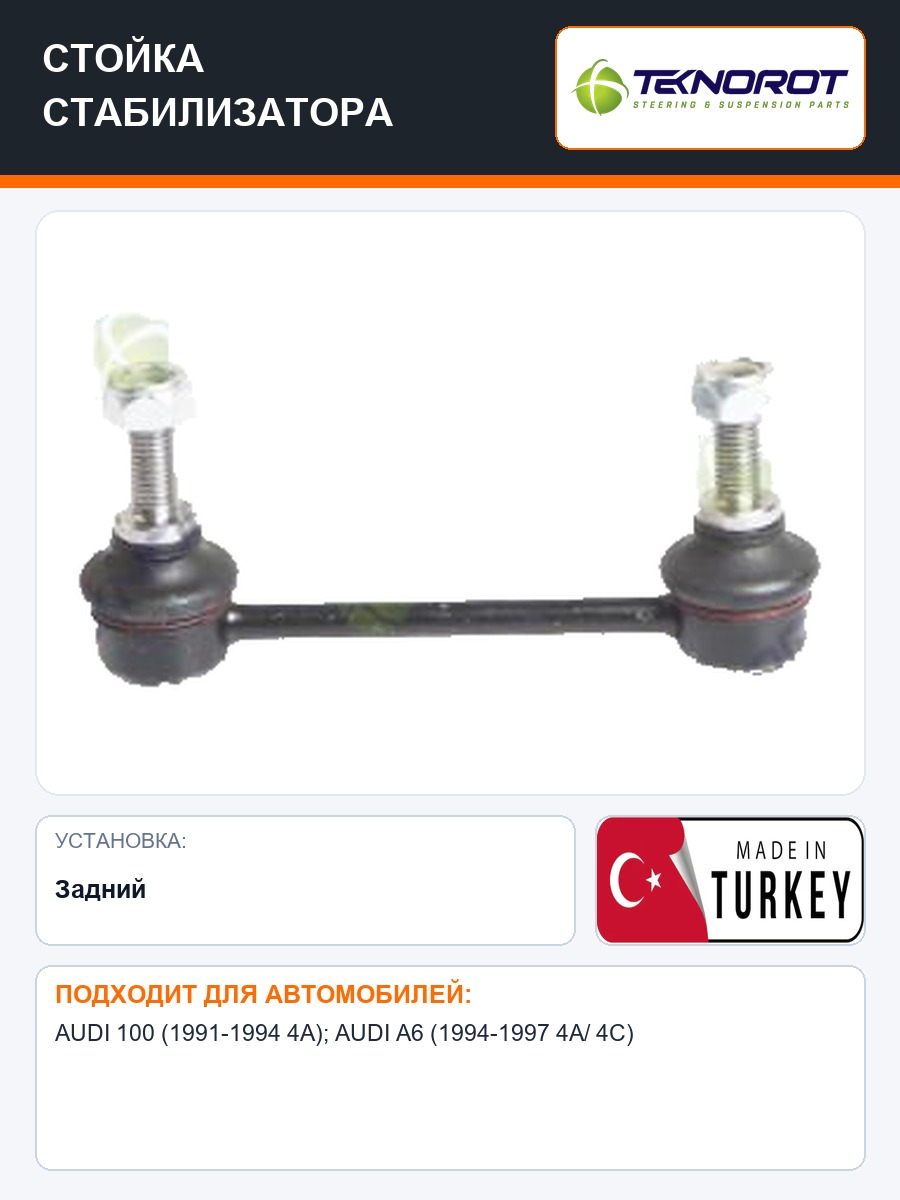 СТОЙКА
СТАБИЛИЗАТОРА
TEKNOROT
STEERING & SUSPENSION PARTS
УСТАНОВКА:
Задний
MADE IN
TURKEY
ПОДХОДИТ ДЛЯ АВТОМОБИЛЕЙ:
AUDI 100 (1991-1994 4A); AUDI A6 (1994-1997 4A/ 4C)